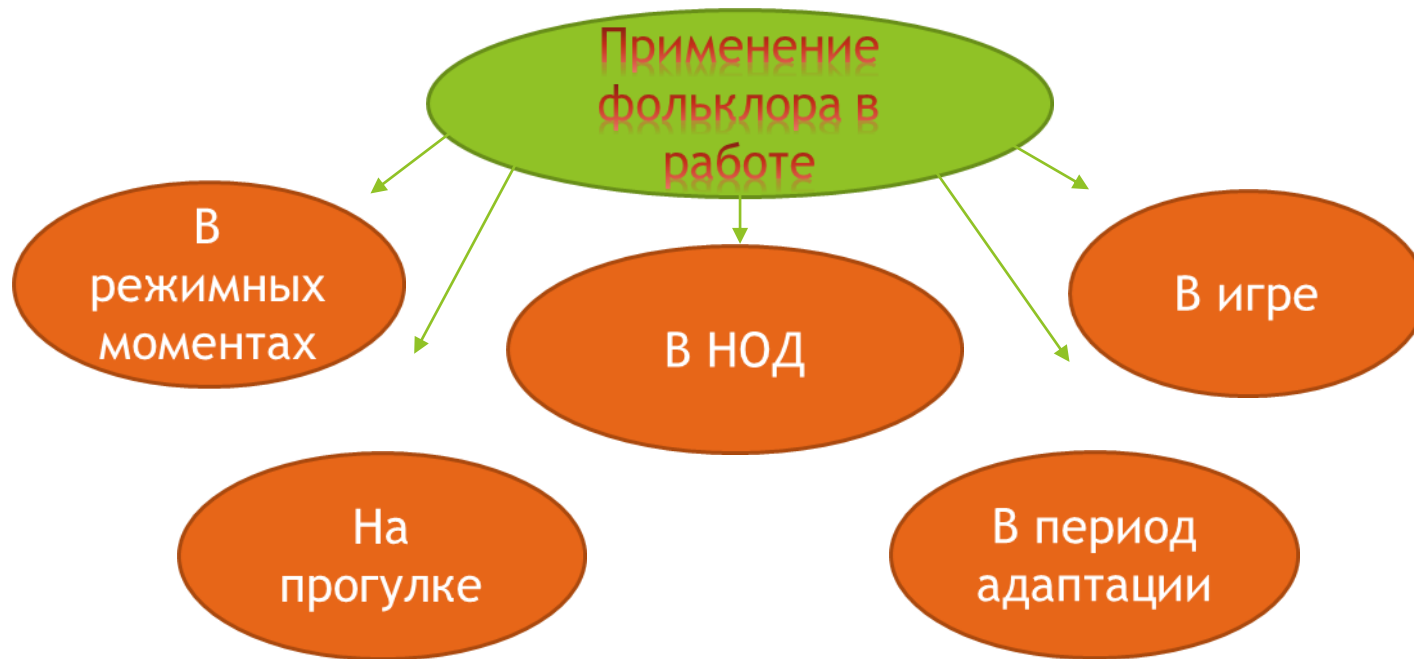 Применение
фольклора в
работе
В
режимных
моментах
В НОД
В игре
На
прогулке
В период
адаптации